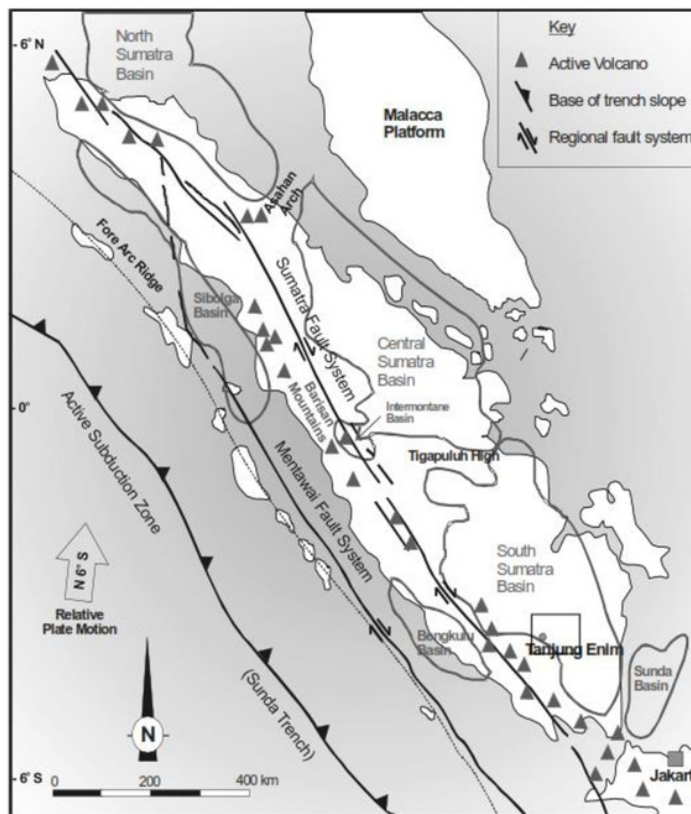 6° N
North
Sumatra
Basin
Key
Active Volcano
Base of trench slope
Regional fault system
Malacca
Platform
Asahan
Arch
Fore Arc Ridge
Sibolga
Basin
Sumatra Fault System
Central
Sumatra
Basin
0°
Barisan
Mountains
Intermontane
Basin
Tigapuluh High
Active Subduction Zone
Mentawai Fault System
N 6° S
Relative
Plate Motion
South
Sumatra
Basin
Bengkulu
Basin
Tanjung Enim
Sunda
Basin
(Sunda Trench)
N
6° S
0 200 400 km
Jakart